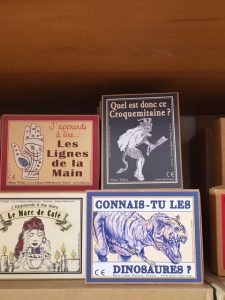 J'apprends
à lire...
Les
Lignes
de la
Main
Quel est donc ce
Croquemitaine ?
J'apprends à lire dans
Le Marc de Café
CONNAIS-TU LES
DINOSAURES ?